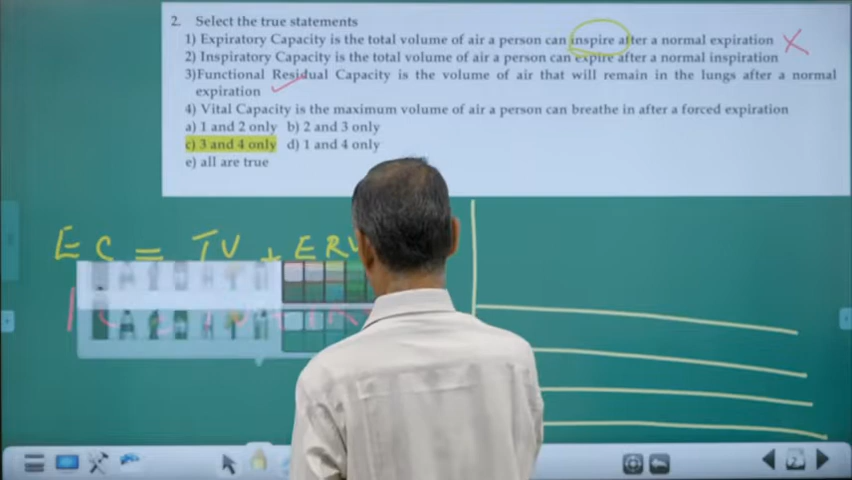 2. Select the true statements
1) Expiratory Capacity is the total volume of air a person can inspire after a normal expiration
2) Inspiratory Capacity is the total volume of air a person can expire after a normal inspiration
3)Functional Residual Capacity is the volume of air that will remain in the lungs after a normal
expiration
4) Vital Capacity is the maximum volume of air a person can breathe in after a forced expiration
a) 1 and 2 only b) 2 and 3 only
c) 3 and 4 only d) 1 and 4 only
e) all are true
EC = TV + ERV